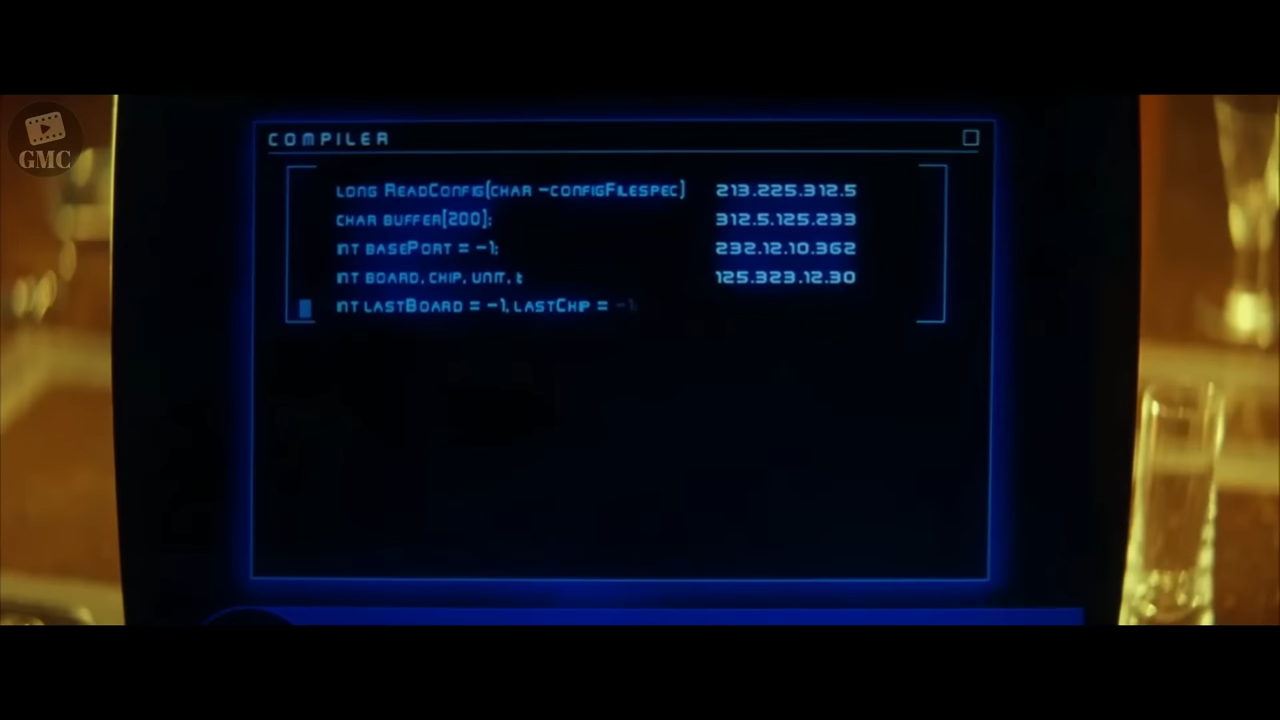 GMC
COMPILER
LONG READCONFIG(CHAR -CONFIGFILESPEC) 213.225.312.5
CHAR BUFFER[200]; 312.5.125.233
INT BASEPORT = -1; 232.12.10.362
INT BOARD, CHIP, UNIT, I; 125.323.12.30
INT LASTBOARD = -1, LASTCHIP = -1;